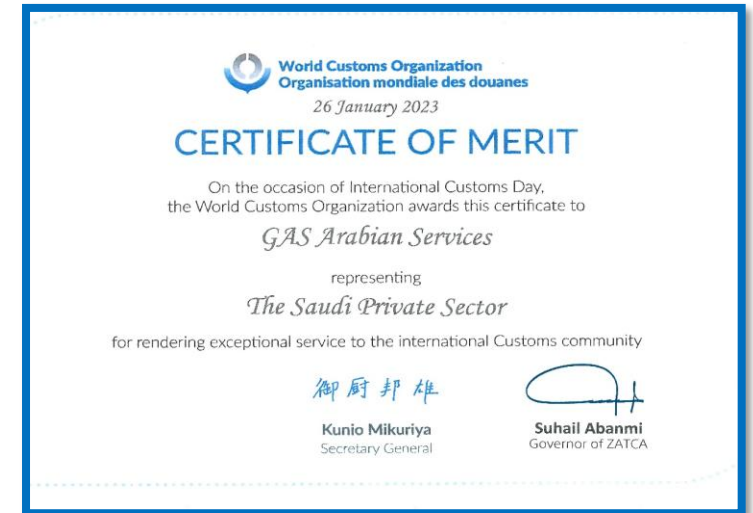 World Customs Organization
Organisation mondiale des douanes
26 January 2023
CERTIFICATE OF MERIT
On the occasion of International Customs Day,
the World Customs Organization awards this certificate to
GAS Arabian Services
representing
The Saudi Private Sector
for rendering exceptional service to the international Customs community
御厨邦雄
Kunio Mikuriya
Secretary General
Suhail Abanmi
Governor of ZATCA